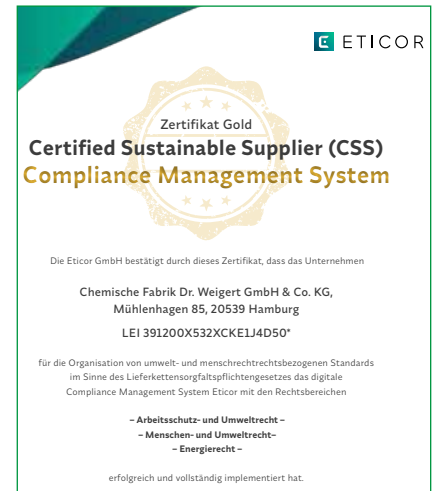 ETICOR
Zertifikat Gold
Certified Sustainable Supplier (CSS)
Compliance Management System
Die Eticor GmbH bestätigt durch dieses Zertifikat, dass das Unternehmen
Chemische Fabrik Dr. Weigert GmbH & Co. KG,
Mühlenhagen 85, 20539 Hamburg
LEI 391200X532XCKE1J4D50*
für die Organisation von umwelt- und menschrechtrechtsbezogenen Standards
im Sinne des Lieferkettensorgfaltspflichtengesetzes das digitale
Compliance Management System Eticor mit den Rechtsbereichen
– Arbeitsschutz- und Umweltrecht –
– Menschen- und Umweltrecht–
– Energierecht –
erfolgreich und vollständig implementiert hat.